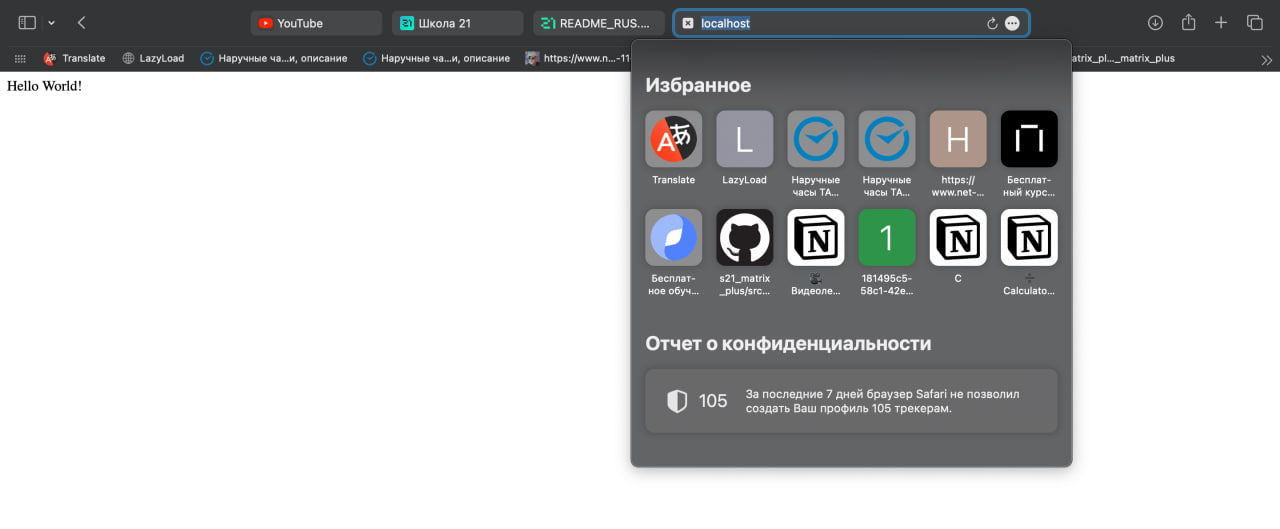 YouTube
Школа 21
README_RUS....
localhost
Translate
LazyLoad
Наручные ча...и, описание
Наручные ча...и, описание
https://www.n...-11
atrix_pl..._matrix_plus
Hello World!
Избранное
Translate
LazyLoad
Наручные
часы TA...
Наручные
часы TA...
https://
www.net-...
Бесплат-
ный курс...
Бесплат-
ное обуч...
s21_matrix
_plus/src...
Видеоле...
181495c5-
58c1-42e...
C
Calculato...
Отчет о конфиденциальности
105
За последние 7 дней браузер Safari не позволил
создать Ваш профиль 105 трекерам.